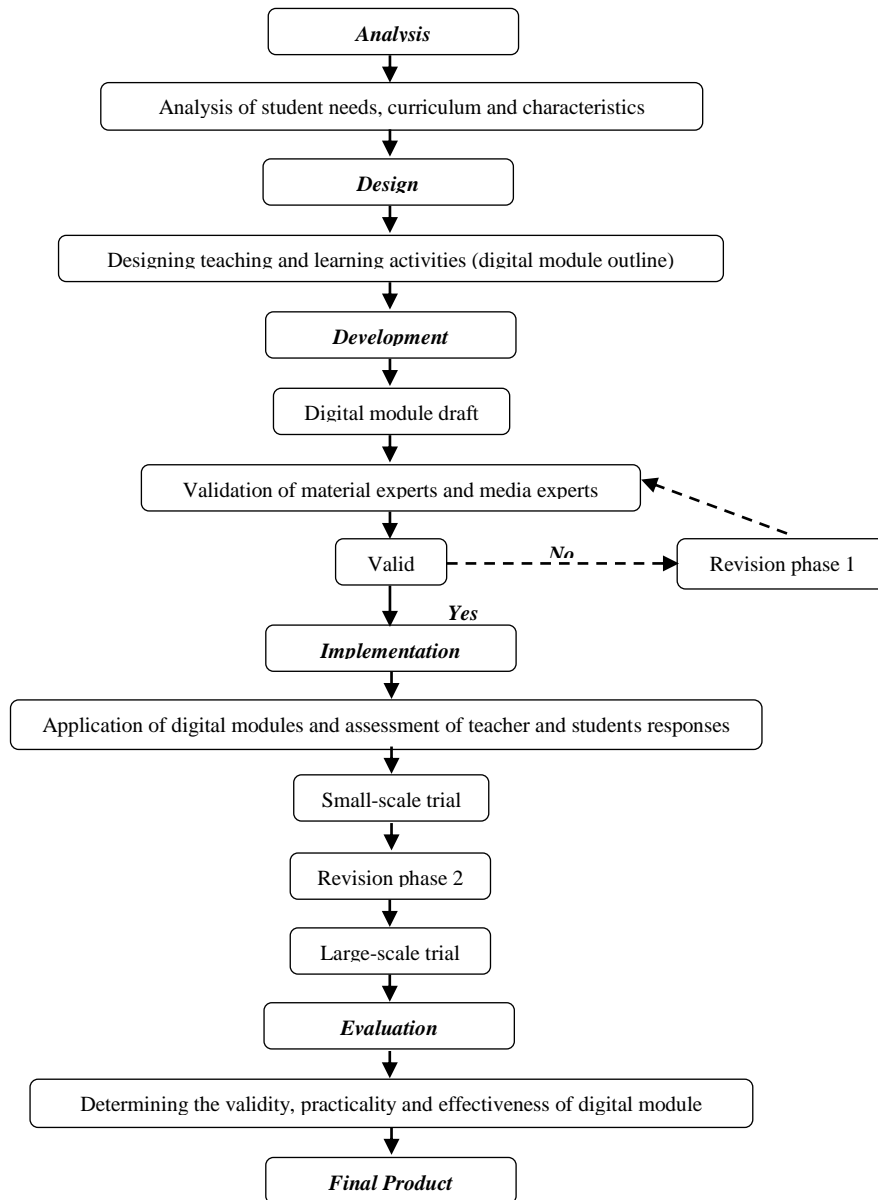 Analysis
Analysis of student needs, curriculum and characteristics
Design
Designing teaching and learning activities (digital module outline)
Development
Digital module draft
Validation of material experts and media experts
Valid
No
Revision phase 1
Yes
Implementation
Application of digital modules and assessment of teacher and students responses
Small-scale trial
Revision phase 2
Large-scale trial
Evaluation
Determining the validity, practicality and effectiveness of digital module
Final Product